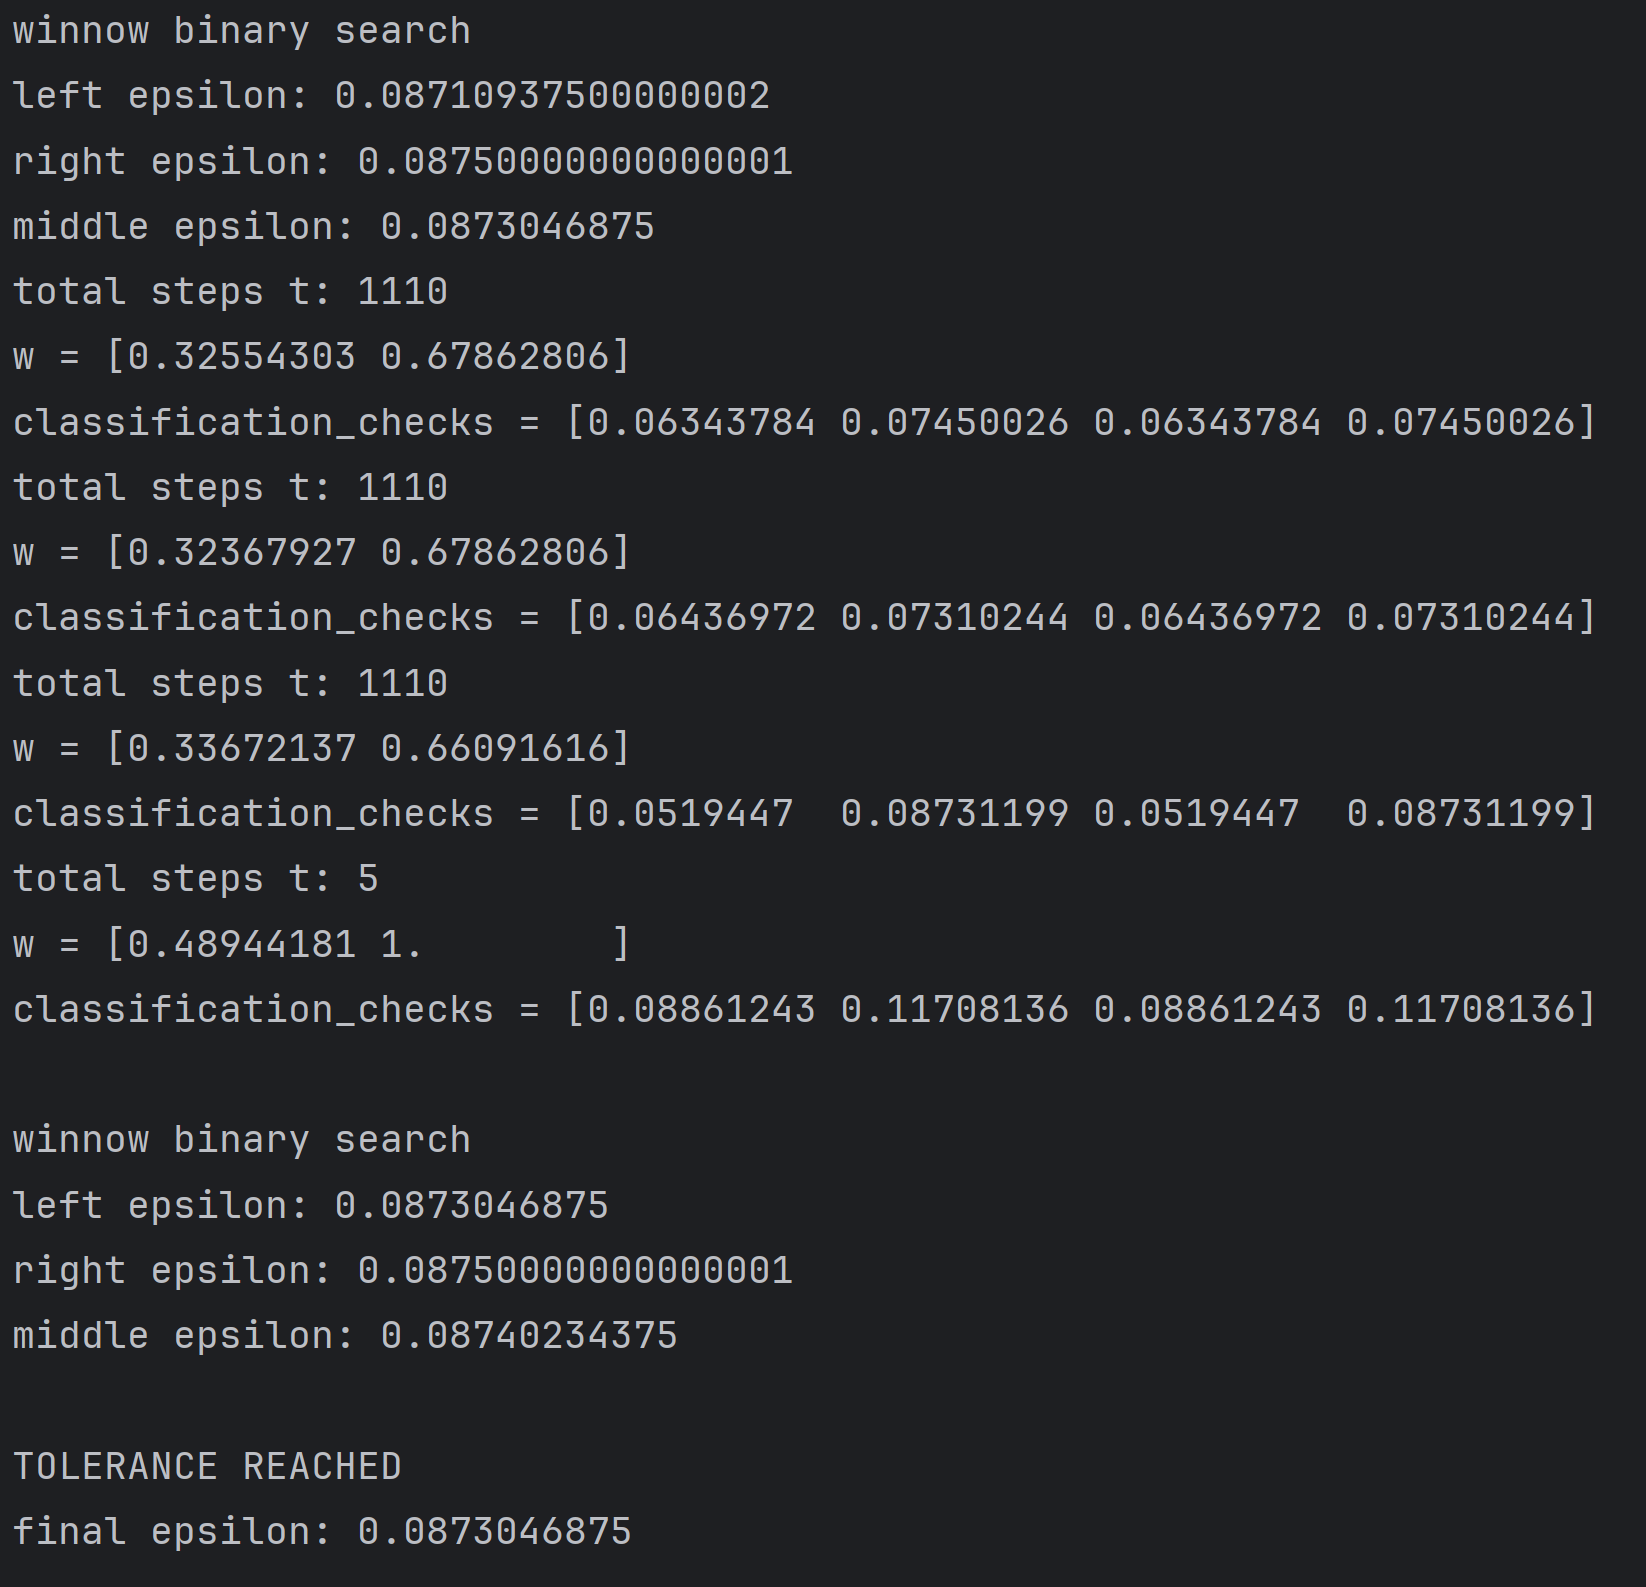 winnow binary search
left epsilon: 0.08710937500000002
right epsilon: 0.08750000000000001
middle epsilon: 0.0873046875
total steps t: 1110
w = [0.32554303 0.67862806]
classification_checks = [0.06343784 0.07450026 0.06343784 0.07450026]
total steps t: 1110
w = [0.32367927 0.67862806]
classification_checks = [0.06436972 0.07310244 0.06436972 0.07310244]
total steps t: 1110
w = [0.33672137 0.66091616]
classification_checks = [0.0519447  0.08731199 0.0519447  0.08731199]
total steps t: 5
w = [0.48944181 1.        ]
classification_checks = [0.08861243 0.11708136 0.08861243 0.11708136]
winnow binary search
left epsilon: 0.0873046875
right epsilon: 0.08750000000000001
middle epsilon: 0.08740234375
TOLERANCE REACHED
final epsilon: 0.0873046875